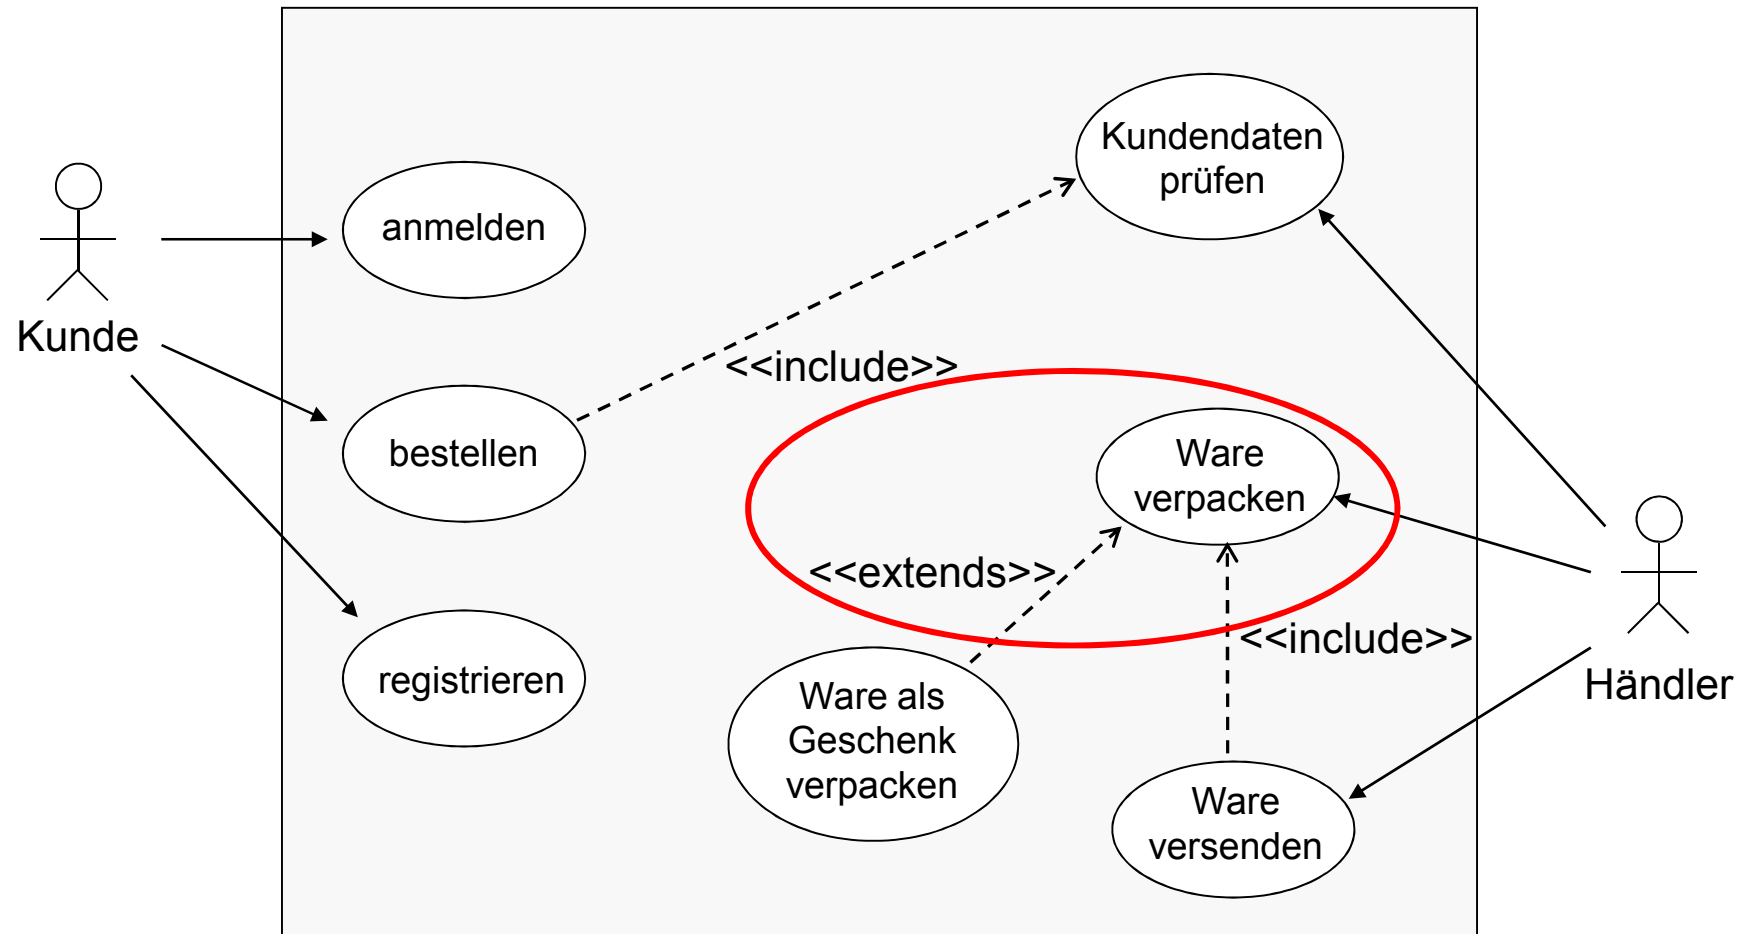 Kundendaten
prüfen
anmelden
Kunde
<<include>>
bestellen
Ware
verpacken
<<extends>>
<<include>>
registrieren
Händler
Ware als
Geschenk
verpacken
Ware
versenden